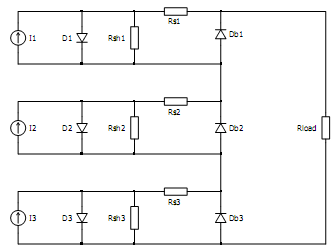 Rs1
I1 D1 Rsh1 Db1
Rs2
I2 D2 Rsh2 Db2 Rload
Rs3
I3 D3 Rsh3 Db3